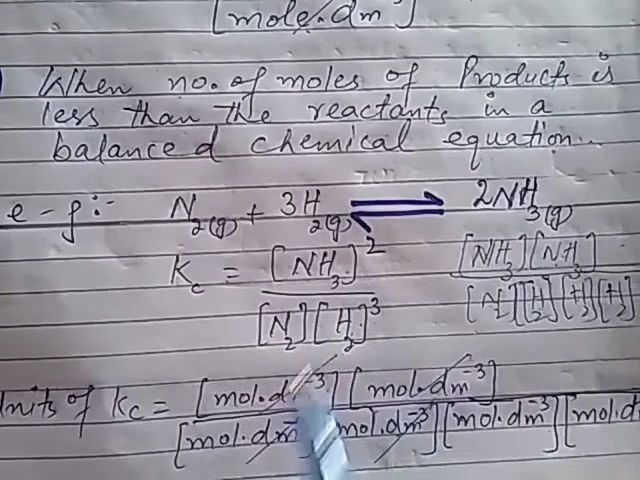 [mole.dm ]
When no. of moles of Products is
less than the reactants in a
balanced chemical equation...
e-g:- N2(g) + 3H2(g) ⇌ 2NH3(g)
Kc = [NH3]^2 / [N2][H2]^3 [NH3][NH3] / [N2][H2][H2][H2]
Units of Kc = [mol.dm^-3][mol.dm^-3]
[mol.dm^-3][mol.dm^-3][mol.dm^-3][mol.d